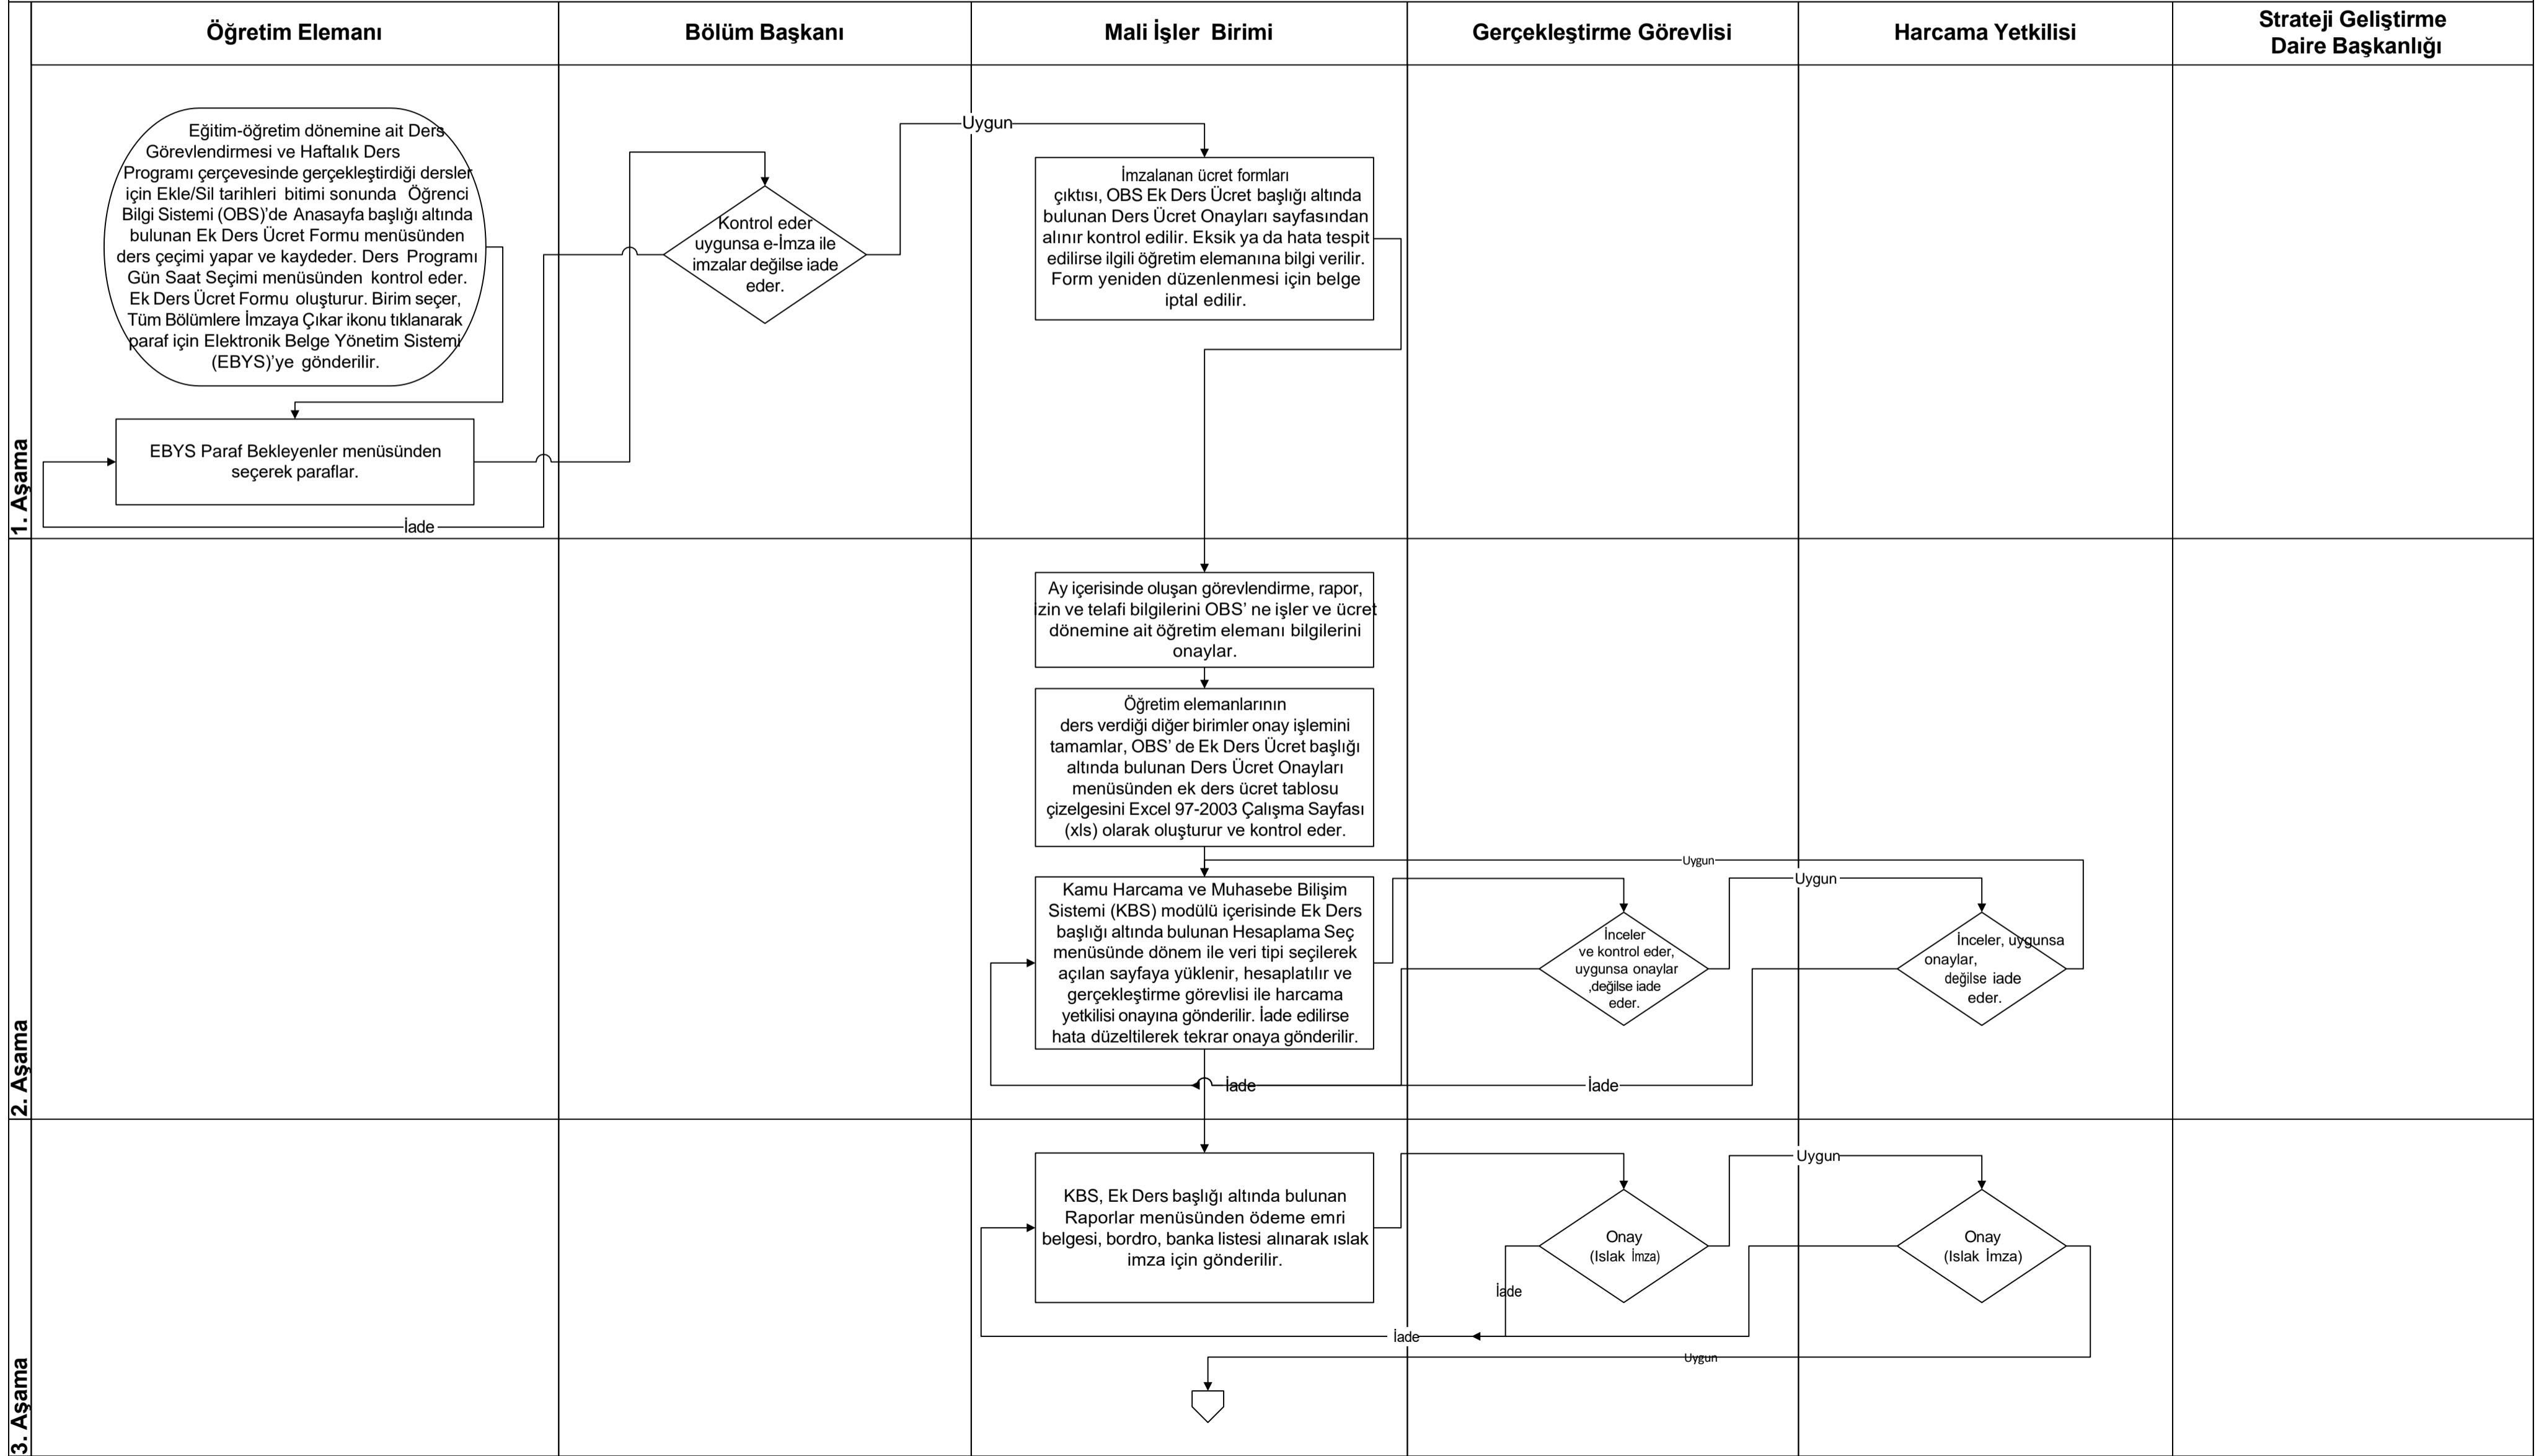 Öğretim Elemanı
Bölüm Başkanı
Mali İşler Birimi
Gerçekleştirme Görevlisi
Harcama Yetkilisi
Strateji Geliştirme
Daire Başkanlığı
1. Aşama
Eğitim-öğretim dönemine ait Ders
Görevlendirmesi ve Haftalık Ders
Programı çerçevesinde gerçekleştirdiği dersler
için Ekle/Sil tarihleri bitimi sonunda Öğrenci
Bilgi Sistemi (OBS)'de Anasayfa başlığı altında
bulunan Ek Ders Ücret Formu menüsünden
ders çeçimi yapar ve kaydeder. Ders Programı
Gün Saat Seçimi menüsünden kontrol eder.
Ek Ders Ücret Formu oluşturur. Birim seçer,
Tüm Bölümlere İmzaya Çıkar ikonu tıklanarak
paraf için Elektronik Belge Yönetim Sistemi
(EBYS)'ye gönderilir.
EBYS Paraf Bekleyenler menüsünden
seçerek paraflar.
İade
Kontrol eder
uygunsa e-İmza ile
imzalar değilse iade
eder.
Uygun
İmzalanan ücret formları
çıktısı, OBS Ek Ders Ücret başlığı altında
bulunan Ders Ücret Onayları sayfasından
alınır kontrol edilir. Eksik ya da hata tespit
edilirse ilgili öğretim elemanına bilgi verilir.
Form yeniden düzenlenmesi için belge
iptal edilir.
2. Aşama
Ay içerisinde oluşan görevlendirme, rapor,
izin ve telafi bilgilerini OBS' ne işler ve ücret
dönemine ait öğretim elemanı bilgilerini
onaylar.
Öğretim elemanlarının
ders verdiği diğer birimler onay işlemini
tamamlar, OBS' de Ek Ders Ücret başlığı
altında bulunan Ders Ücret Onayları
menüsünden ek ders ücret tablosu
çizelgesini Excel 97-2003 Çalışma Sayfası
(xls) olarak oluşturur ve kontrol eder.
Uygun
Kamu Harcama ve Muhasebe Bilişim
Sistemi (KBS) modülü içerisinde Ek Ders
başlığı altında bulunan Hesaplama Seç
menüsünde dönem ile veri tipi seçilerek
açılan sayfaya yüklenir, hesaplatılır ve
gerçekleştirme görevlisi ile harcama
yetkilisi onayına gönderilir. İade edilirse
hata düzeltilerek tekrar onaya gönderilir.
Uygun
İnceler
ve kontrol eder,
uygunsa onaylar
,değilse iade
eder.
İnceler, uygunsa
onaylar,
değilse iade
eder.
İade
İade
3. Aşama
KBS, Ek Ders başlığı altında bulunan
Raporlar menüsünden ödeme emri
belgesi, bordro, banka listesi alınarak ıslak
imza için gönderilir.
Uygun
Onay
(Islak İmza)
Onay
(Islak İmza)
İade
İade
Uygun